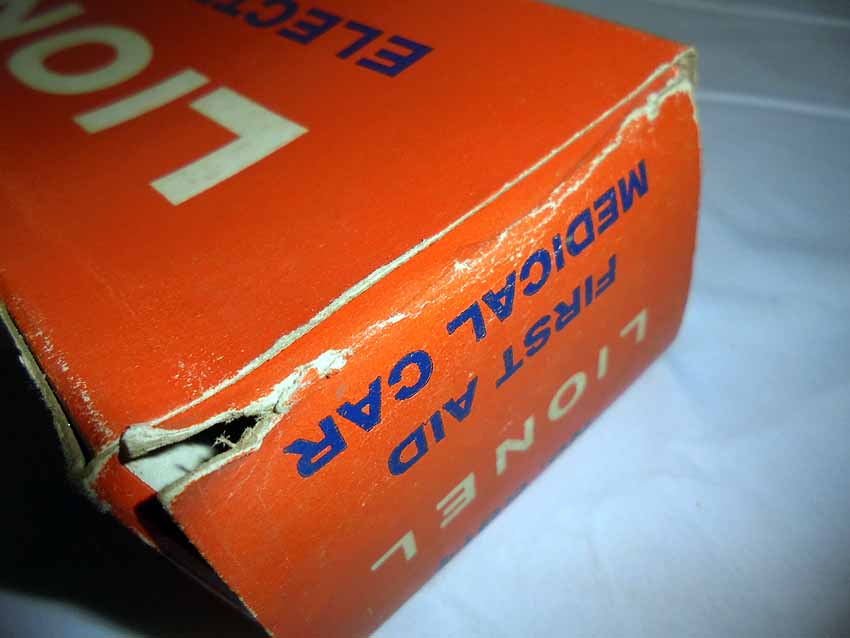 LION
ELECT
LIONEL
FIRST AID
MEDICAL CAR